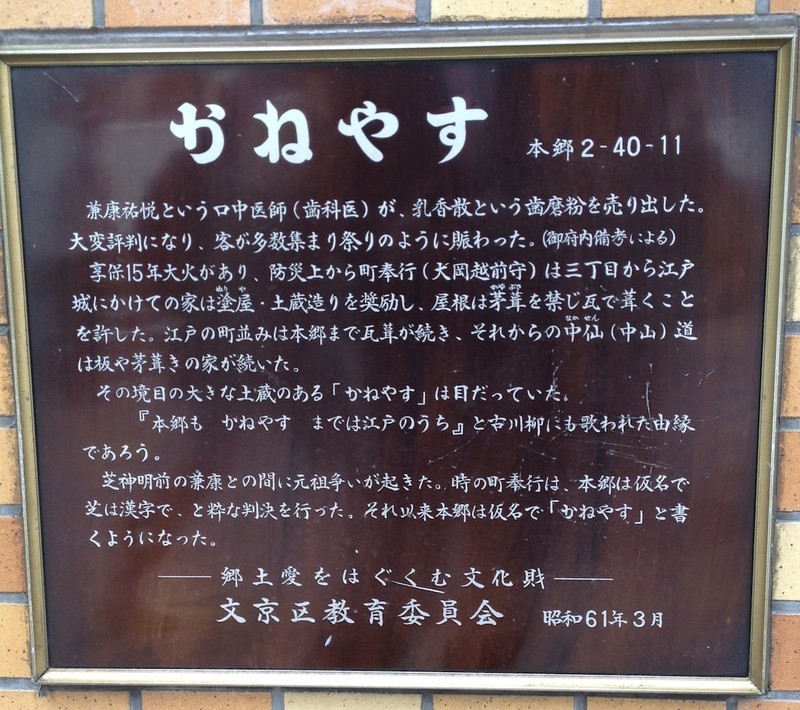 かねやす 本郷2-40-11
兼康祐悦という口中医師(歯科医)が、乳香散という歯磨粉を売り出した。
大変評判になり、客が多数集まり祭りのように賑わった。(御府内備考による)
享保15年大火があり、防災上から町奉行(大岡越前守)は三丁目から江戸
ぬり や かや ぶき
城にかけての家は塗屋・土蔵造りを奨励し、屋根は茅葺を禁じ瓦で葺くこと
なか せん
を許した。江戸の町並みは本郷まで瓦葺が続き、それからの中仙(中山)道
は板や茅葺きの家が続いた。
その境目の大きな土蔵のある「かねやす」は目だっていた。
『本郷も かねやす までは江戸のうち』と古川柳にも歌われた由縁
であろう。
芝神明前の兼康との間に元祖争いが起きた。時の町奉行は、本郷は仮名で
芝は漢字で、と粋な判決を行った。それ以来本郷は仮名で「かねやす」と書
くようになった。
郷土愛をはぐくむ文化財
文京区教育委員会 昭和61年3月